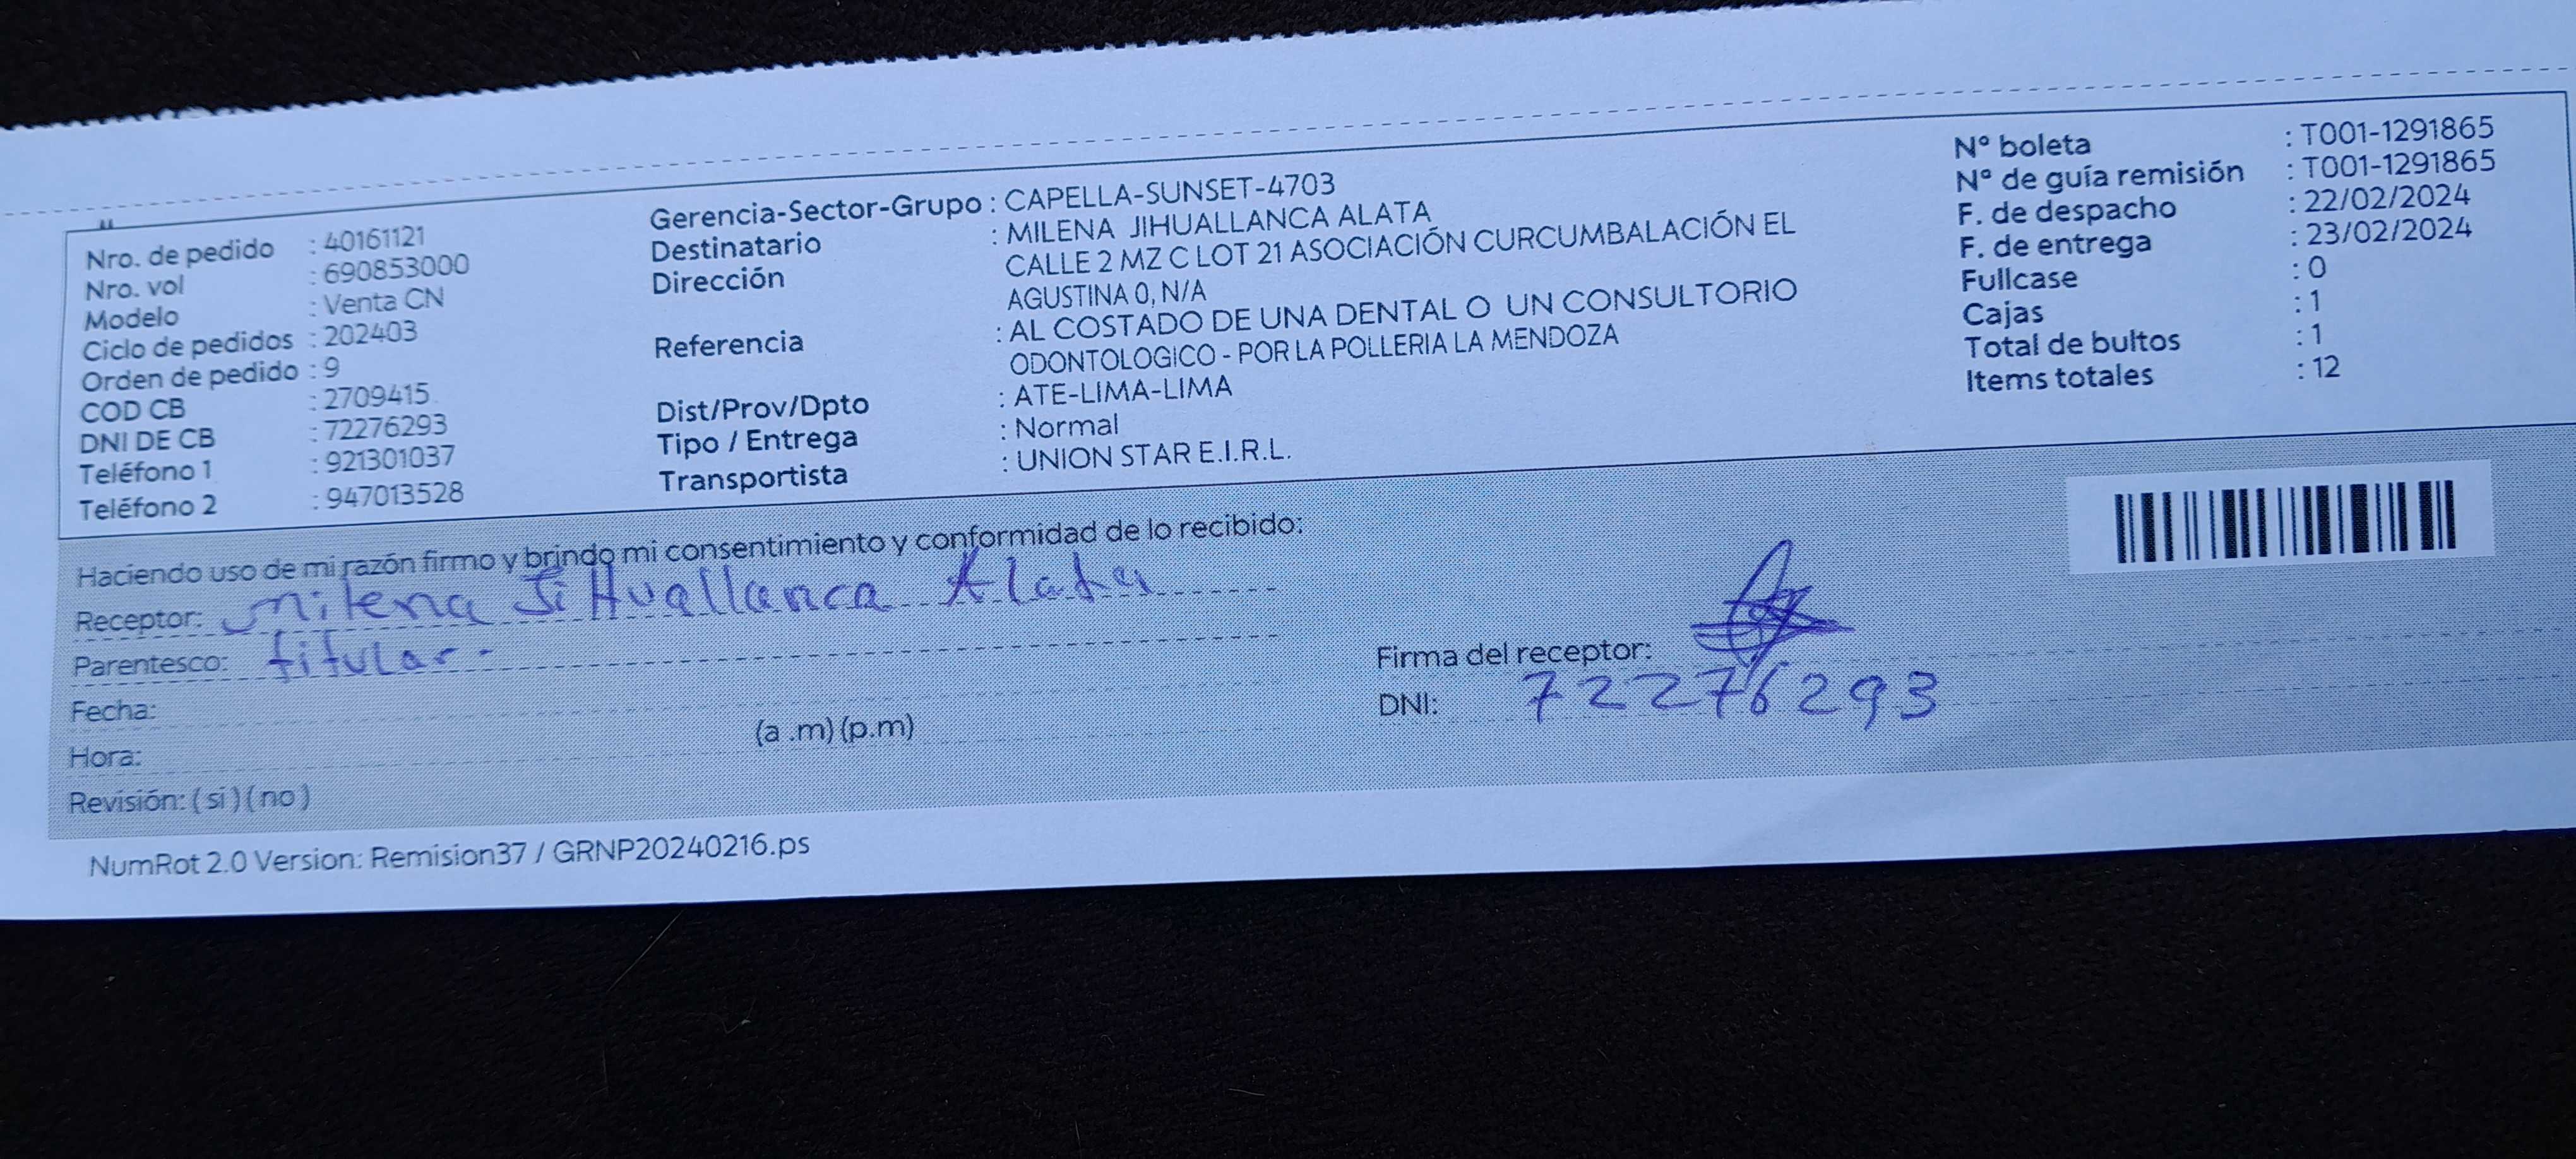 Nro. de pedido : 40161121
Nro. vol : 690853000
Modelo : Venta CN
Ciclo de pedidos : 202403
Orden de pedido : 9
COD CB : 2709415
DNI DE CB : 72276293
Teléfono 1 : 921301037
Teléfono 2 : 947013528
Gerencia-Sector-Grupo : CAPELLA-SUNSET-4703
Destinatario : MILENA JIHUALLANCA ALATA
Dirección CALLE 2 MZ C LOT 21 ASOCIACIÓN CURCUMBALACIÓN EL
AGUSTINA 0, N/A
Referencia : AL COSTADO DE UNA DENTAL O UN CONSULTORIO
ODONTOLOGICO - POR LA POLLERIA LA MENDOZA
Dist/Prov/Dpto : ATE-LIMA-LIMA
Tipo / Entrega : Normal
Transportista : UNION STAR E.I.R.L.
N° boleta : T001-1291865
N° de guía remisión : T001-1291865
F. de despacho : 22/02/2024
F. de entrega : 23/02/2024
Fullcase : 0
Cajas : 1
Total de bultos : 1
Items totales : 12
Haciendo uso de mi razón firmo y brindo mi consentimiento y conformidad de lo recibido:
Receptor: Milena JiHuallanca Alata
Parentesco: titular.
Fecha:
Hora: (a .m) (p.m)
Revisión: ( si ) ( no )
Firma del receptor:
DNI: 72276293
NumRot 2.0 Version: Remision37 / GRNP20240216.ps